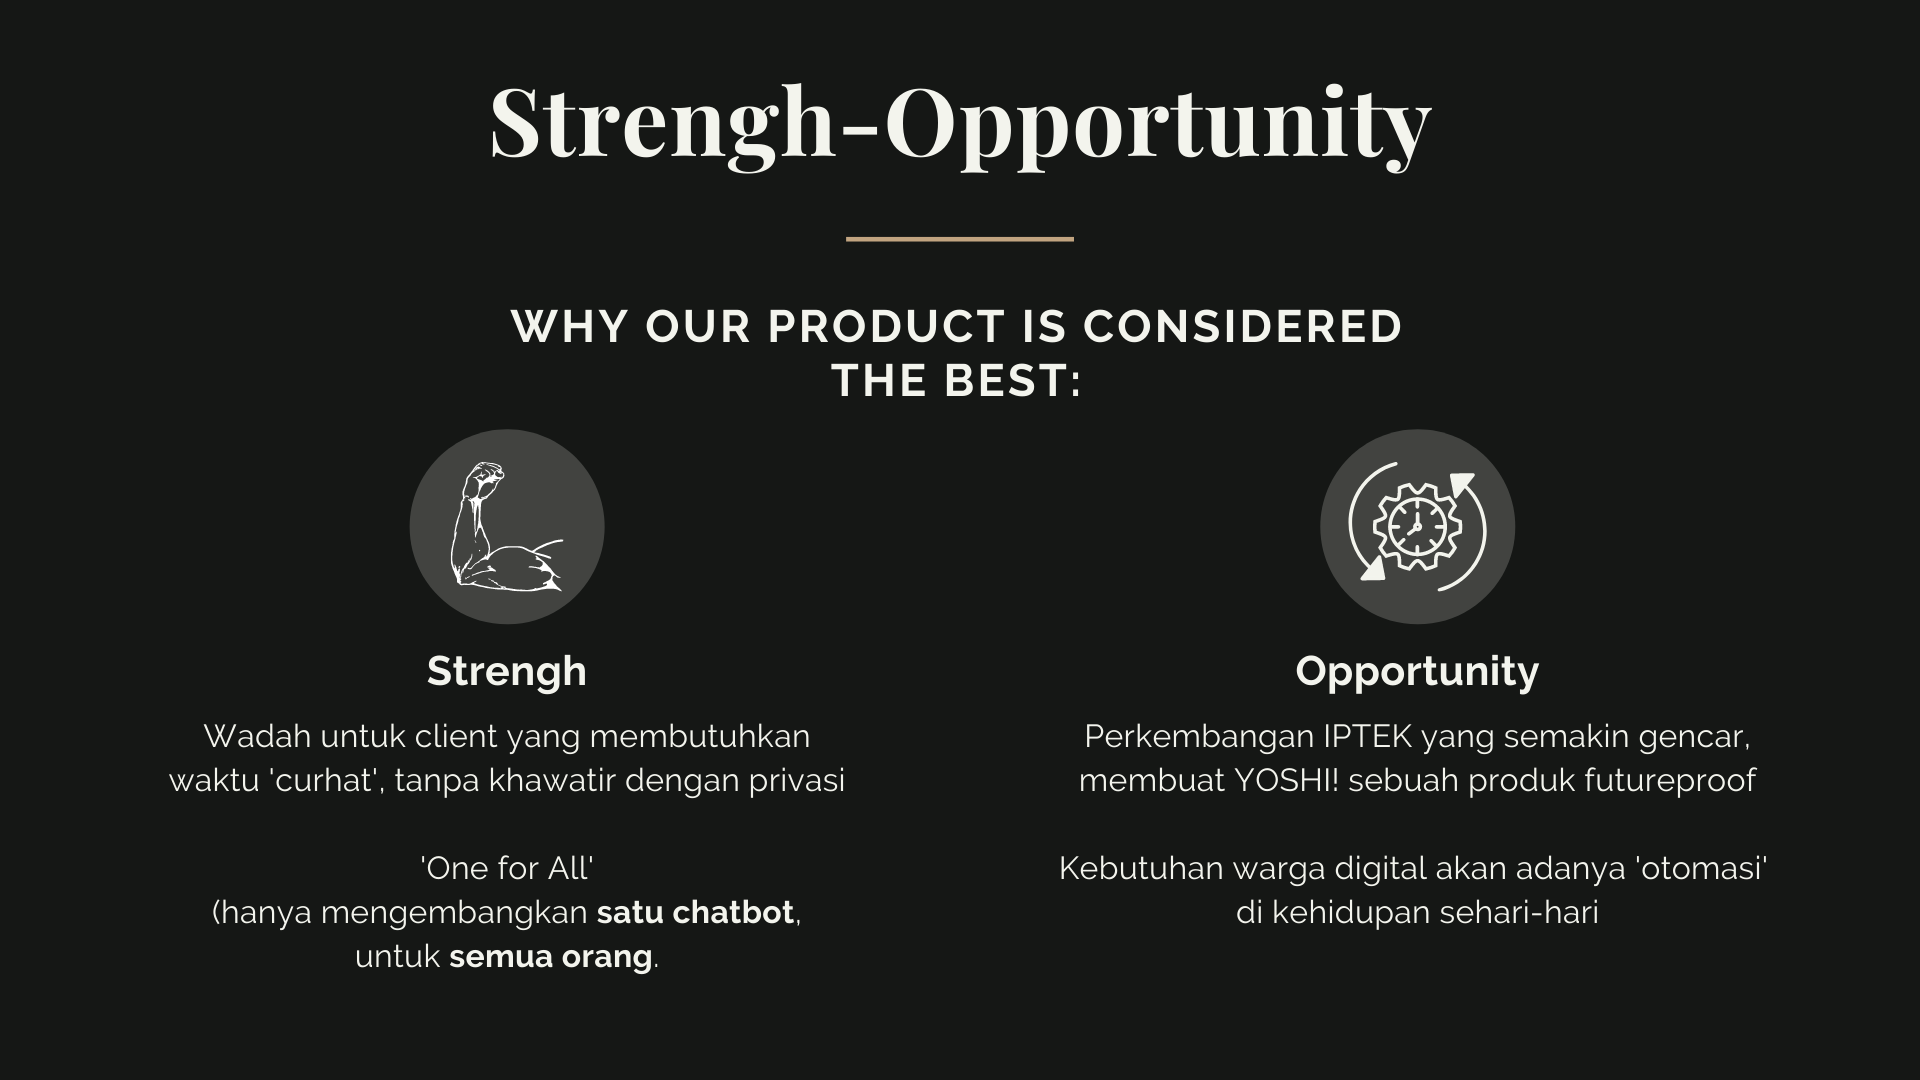 Strengh-Opportunity
WHY OUR PRODUCT IS CONSIDERED
THE BEST:
Strengh
Wadah untuk client yang membutuhkan
waktu 'curhat', tanpa khawatir dengan privasi
'One for All'
(hanya mengembangkan satu chatbot,
untuk semua orang.
Opportunity
Perkembangan IPTEK yang semakin gencar,
membuat YOSHI! sebuah produk futureproof
Kebutuhan warga digital akan adanya 'otomasi'
di kehidupan sehari-hari